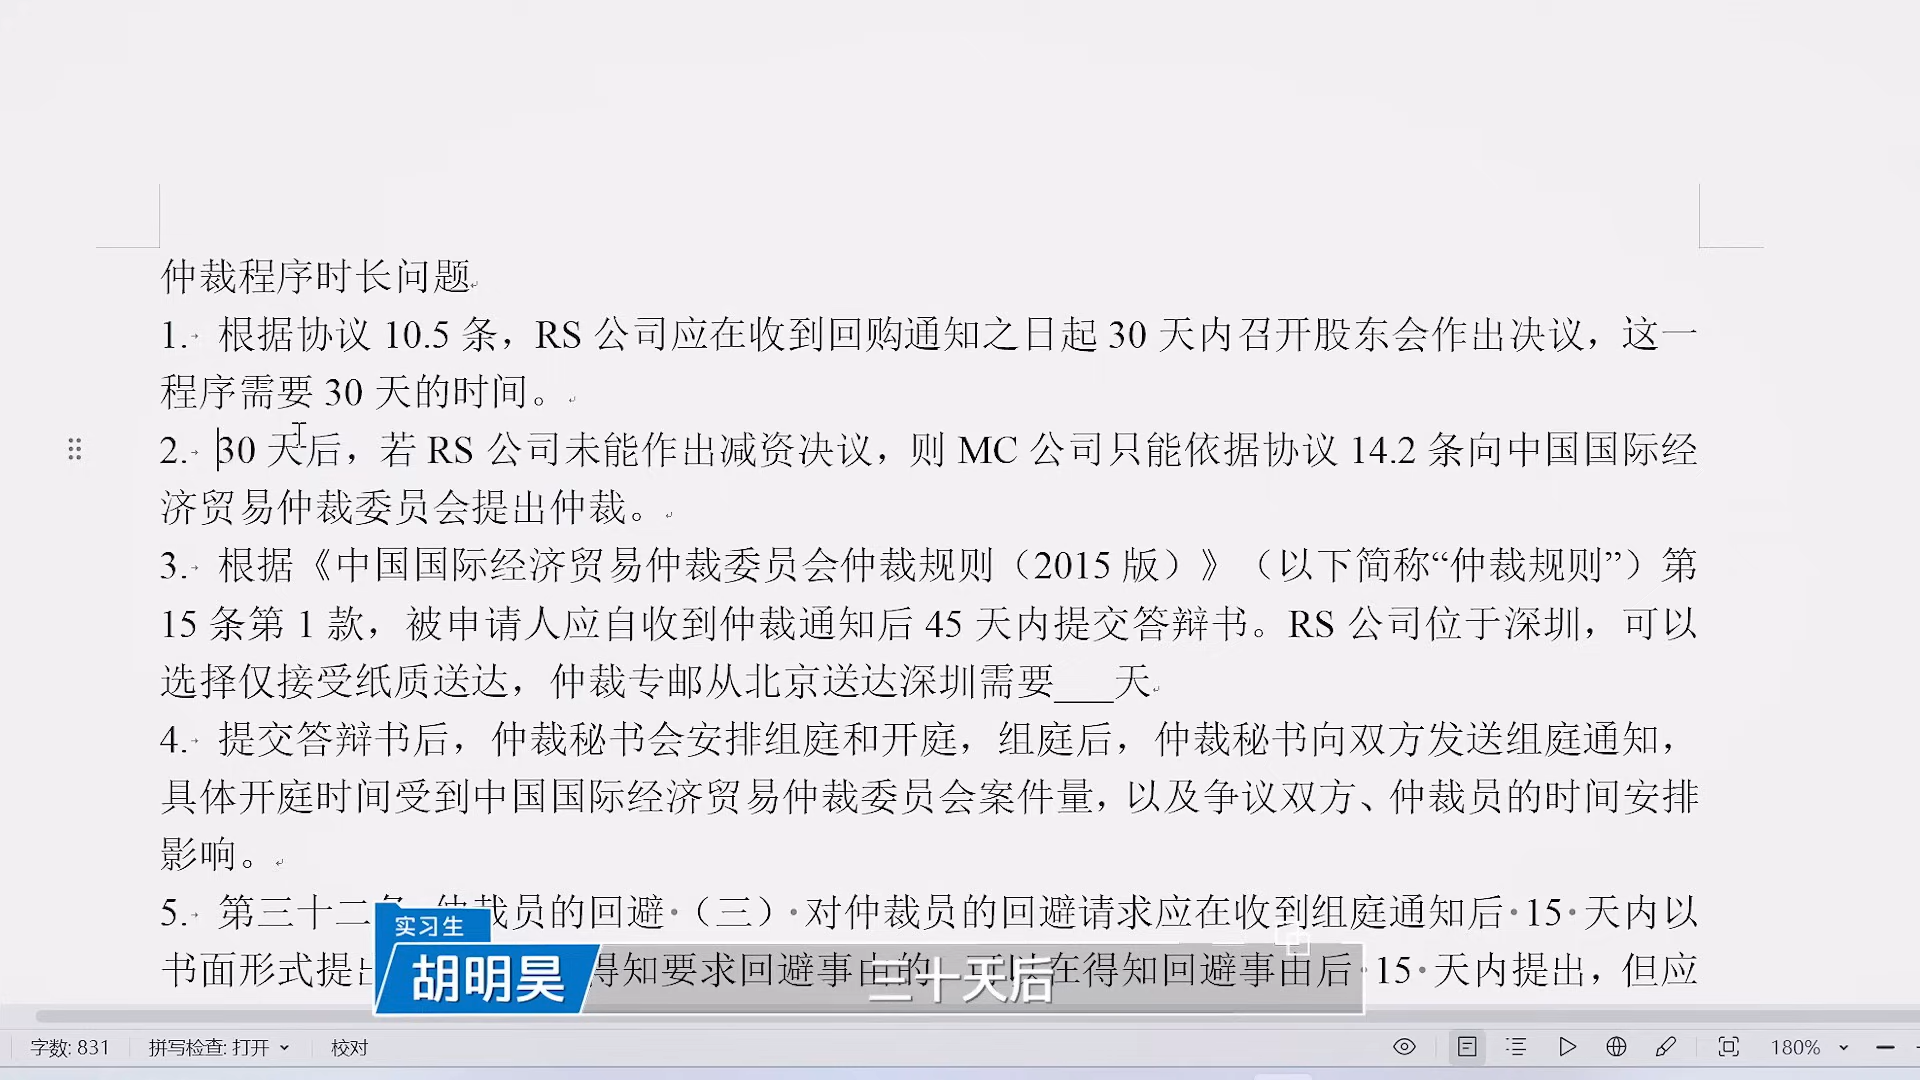 仲裁程序时长问题
1. 根据协议 10.5 条，RS 公司应在收到回购通知之日起 30 天内召开股东会作出决议，这一
程序需要 30 天的时间。
2. 30 天后，若 RS 公司未能作出减资决议，则 MC 公司只能依据协议 14.2 条向中国国际经
济贸易仲裁委员会提出仲裁。
3. 根据《中国国际经济贸易仲裁委员会仲裁规则（2015 版）》（以下简称“仲裁规则”）第
15 条第 1 款，被申请人应自收到仲裁通知后 45 天内提交答辩书。RS 公司位于深圳，可以
选择仅接受纸质送达，仲裁专邮从北京送达深圳需要___天
4. 提交答辩书后，仲裁秘书会安排组庭和开庭，组庭后，仲裁秘书向双方发送组庭通知，
具体开庭时间受到中国国际经济贸易仲裁委员会案件量，以及争议双方、仲裁员的时间安排
影响。
5. 第三十二条 仲裁员的回避·（三）·对仲裁员的回避请求应在收到组庭通知后·15·天内以
书面形式提出 得知要求回避事由的 可以在得知回避事由后·15·天内提出，但应
实习生
胡明昊
三十天后
字数: 831 拼写检查: 打开 校对 180%